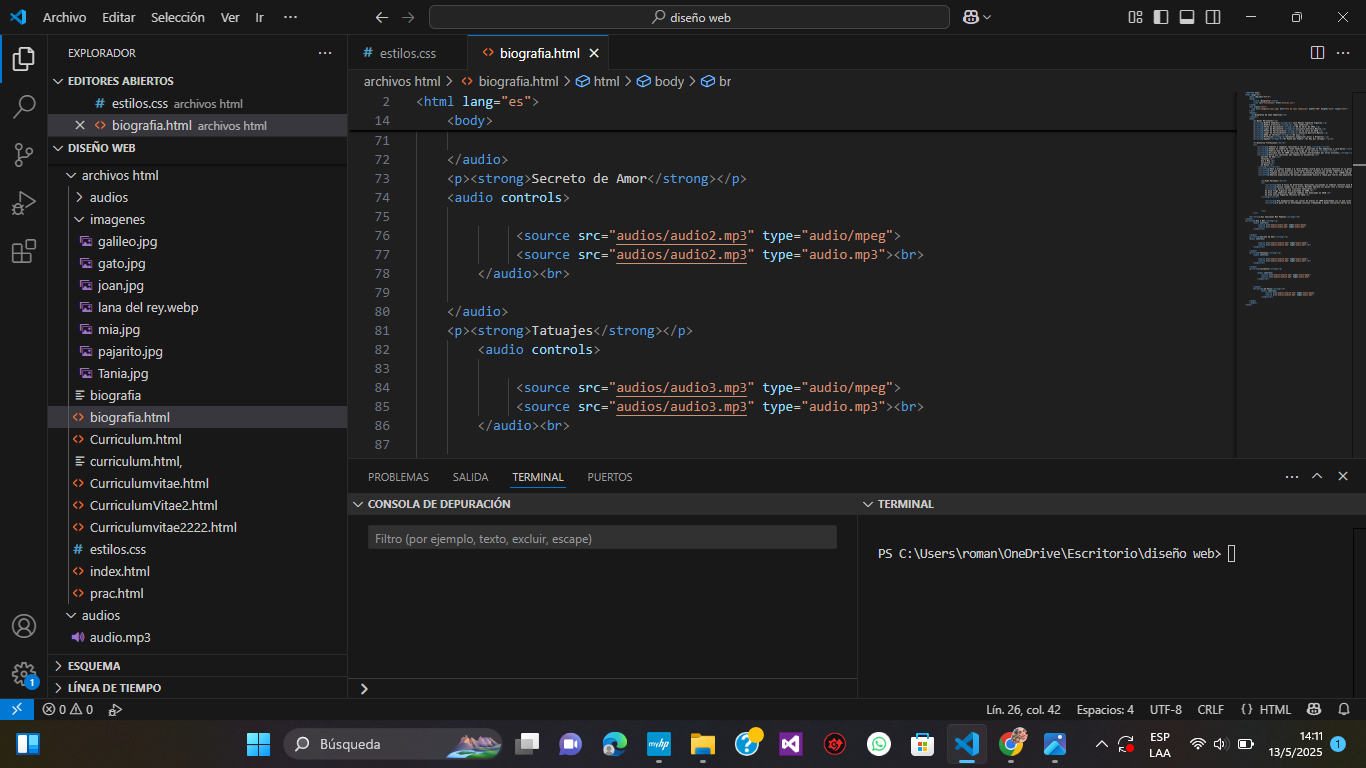 Archivo Editar Selección Ver Ir ··· diseño web
EXPLORADOR ···
EDITORES ABIERTOS
# estilos.css archivos html
biografia.html archivos html
DISEÑO WEB
archivos html
audios
imagenes
galileo.jpg
gato.jpg
joan.jpg
lana del rey.webp
mia.jpg
pajarito.jpg
Tania.jpg
biografia
biografia.html
Curriculum.html
curriculum.html,
Curriculumvitae.html
CurriculumVitae2.html
Curriculumvitae2222.html
# estilos.css
index.html
prac.html
audios
audio.mp3
ESQUEMA
LÍNEA DE TIEMPO
# estilos.css biografia.html
archivos html > biografia.html > html > body > br
2 <html lang="es">
14 <body>
71
72 </audio>
73 <p><strong>Secreto de Amor</strong></p>
74 <audio controls>
75
76 <source src="audios/audio2.mp3" type="audio/mpeg">
77 <source src="audios/audio2.mp3" type="audio.mp3"><br>
78 </audio><br>
79
80 </audio>
81 <p><strong>Tatuajes</strong></p>
82 <audio controls>
83
84 <source src="audios/audio3.mp3" type="audio/mpeg">
85 <source src="audios/audio3.mp3" type="audio.mp3"><br>
86 </audio><br>
87
PROBLEMAS SALIDA TERMINAL PUERTOS
CONSOLA DE DEPURACIÓN
Filtro (por ejemplo, texto, excluir, escape)
TERMINAL
PS C:\Users\roman\OneDrive\Escritorio\diseño web>
1
0 0
Lín. 26, col. 42 Espacios: 4 UTF-8 CRLF {} HTML
Búsqueda
myhp
ESP
LAA
14:11
13/5/2025
1